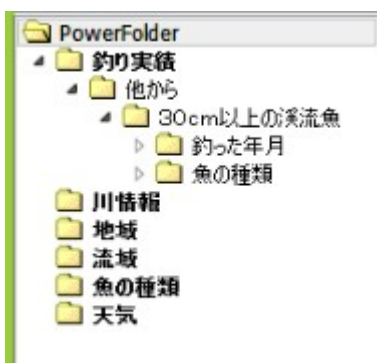 PowerFolder
釣り実績
他から
30cm以上の渓流魚
釣った年月
魚の種類
川情報
地域
流域
魚の種類
天気